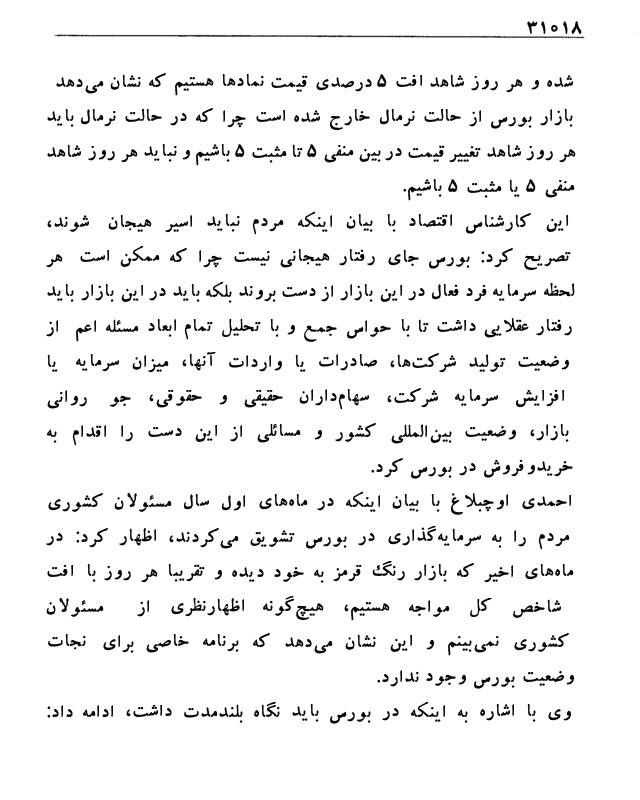 ۳۱۰۱۸
شده و هر روز شاهد افت ۵ درصدی قیمت نمادها هستیم که نشان می‌دهد
بازار بورس از حالت نرمال خارج شده است چرا که در حالت نرمال باید
هر روز شاهد تغییر قیمت در بین منفی ۵ تا مثبت ۵ باشیم و نباید هر روز شاهد
منفی ۵ یا مثبت ۵ باشیم.
این کارشناس اقتصاد با بیان اینکه مردم نباید اسیر هیجان شوند،
تصریح کرد: بورس جای رفتار هیجانی نیست چرا که ممکن است هر
لحظه سرمایه فرد فعال در این بازار از دست بروند بلکه باید در این بازار باید
رفتار عقلایی داشت تا با حواس جمع و با تحلیل تمام ابعاد مسئله اعم از
وضعیت تولید شرکت‌ها، صادرات یا واردات آنها، میزان سرمایه یا
افزایش سرمایه شرکت، سهام‌داران حقیقی و حقوقی، جو روانی
بازار، وضعیت بین‌المللی کشور و مسائلی از این دست را اقدام به
خریدوفروش در بورس کرد.
احمدی اوچبلاغ با بیان اینکه در ماه‌های اول سال مسئولان کشوری
مردم را به سرمایه‌گذاری در بورس تشویق می‌کردند، اظهار کرد: در
ماه‌های اخیر که بازار رنگ قرمز به خود دیده و تقریبا هر روز با افت
شاخص کل مواجه هستیم، هیچ‌گونه اظهارنظری از مسئولان
کشوری نمی‌بینم و این نشان می‌دهد که برنامه خاصی برای نجات
وضعیت بورس وجود ندارد.
وی با اشاره به اینکه در بورس باید نگاه بلندمدت داشت، ادامه داد: